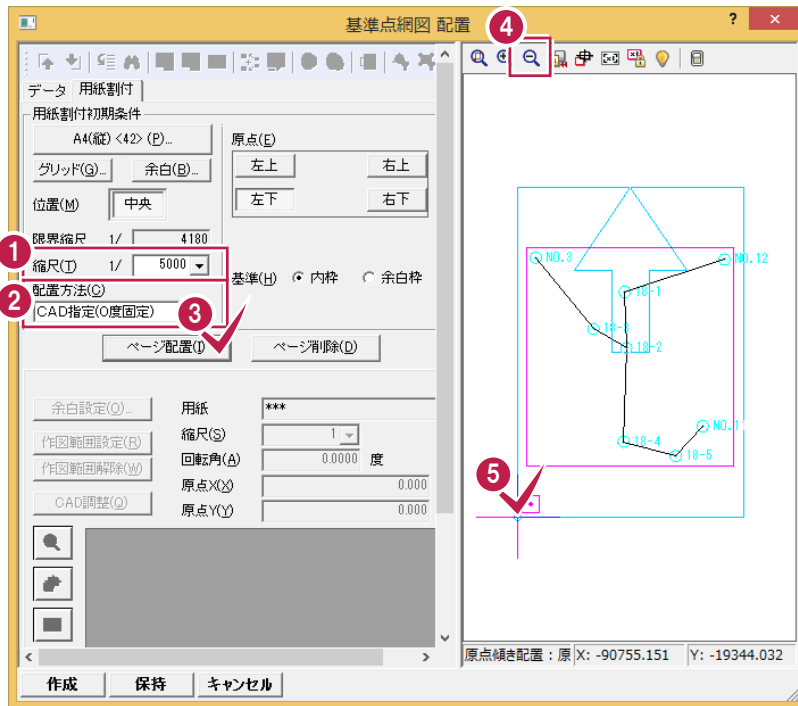 基準点網図 配置
? ×
4
データ 用紙割付
用紙割付初期条件
A4(縦) <42> (P)...
原点(E)
グリッド(G)... 余白(B)...
左上 右上
位置(M) 中央
左下 右下
限界縮尺 1/ 4180
1
縮尺(T) 1/ 5000
基準(H) 内枠 余白枠
2
配置方法(C)
CAD指定(0度固定)
3
ページ配置(I) ページ削除(D)
余白設定(O)...
用紙 ***
作図範囲設定(R)
縮尺(S) 1
作図範囲解除(W)
回転角(A) 0.0000 度
CAD調整(Q)
原点X(X) 0.000
原点Y(Y) 0.000
NO.3
NO.12
18-1
18-2
NO.1
18-4
18-5
5
原点傾き配置：原 X: -90755.151 Y: -19344.032
作成 保持 キャンセル